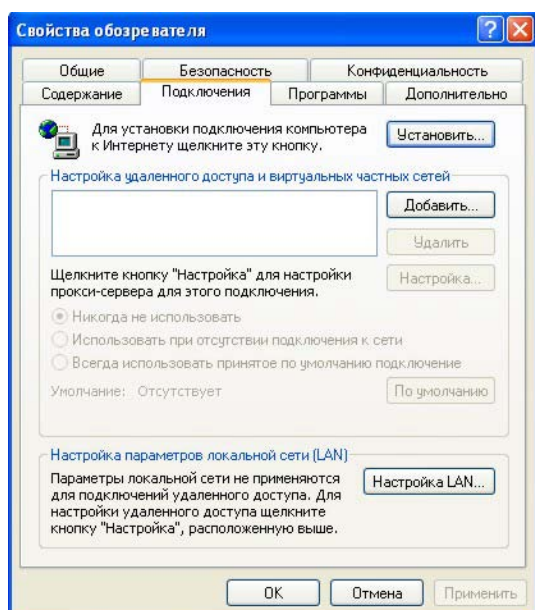 Свойства обозревателя
Общие Безопасность Конфиденциальность
Содержание Подключения Программы Дополнительно
Для установки подключения компьютера
к Интернету щелкните эту кнопку.
Установить...
Настройка удаленного доступа и виртуальных частных сетей
Добавить...
Удалить
Щелкните кнопку "Настройка" для настройки
прокси-сервера для этого подключения.
Настройка...
Никогда не использовать
Использовать при отсутствии подключения к сети
Всегда использовать принятое по умолчанию подключение
Умолчание: Отсутствует
По умолчанию
Настройка параметров локальной сети (LAN)
Параметры локальной сети не применяются
для подключений удаленного доступа. Для
настройки удаленного доступа щелкните
кнопку "Настройка", расположенную выше.
Настройка LAN...
OK Отмена Применить